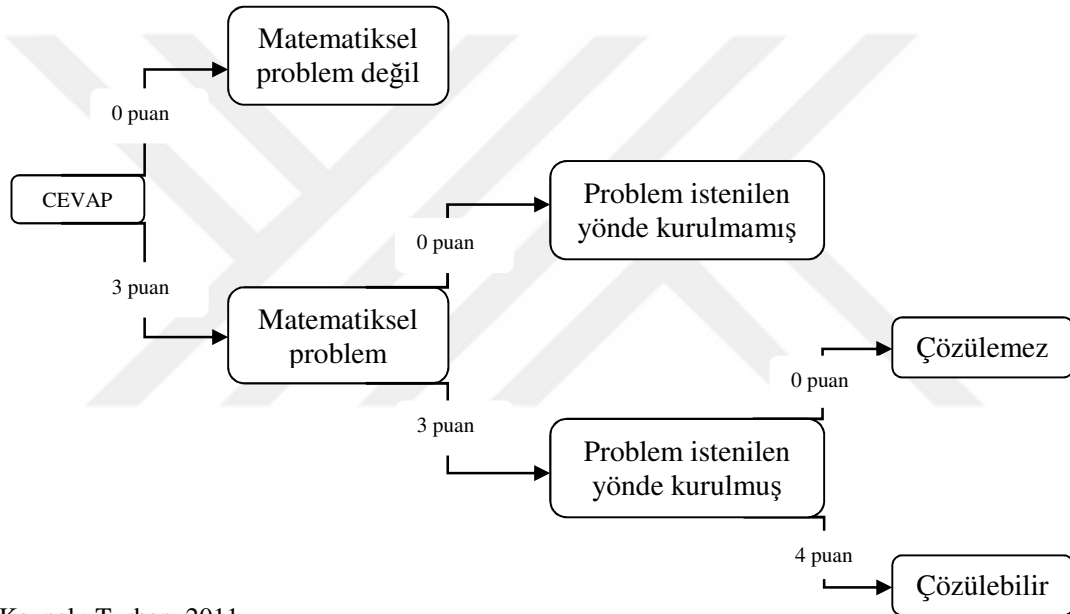 Matematiksel
problem değil
0 puan
CEVAP
Problem istenilen
yönde kurulmamış
0 puan
3 puan
Matematiksel
problem
Çözülemez
0 puan
3 puan
Problem istenilen
yönde kurulmuş
4 puan
Çözülebilir
2011